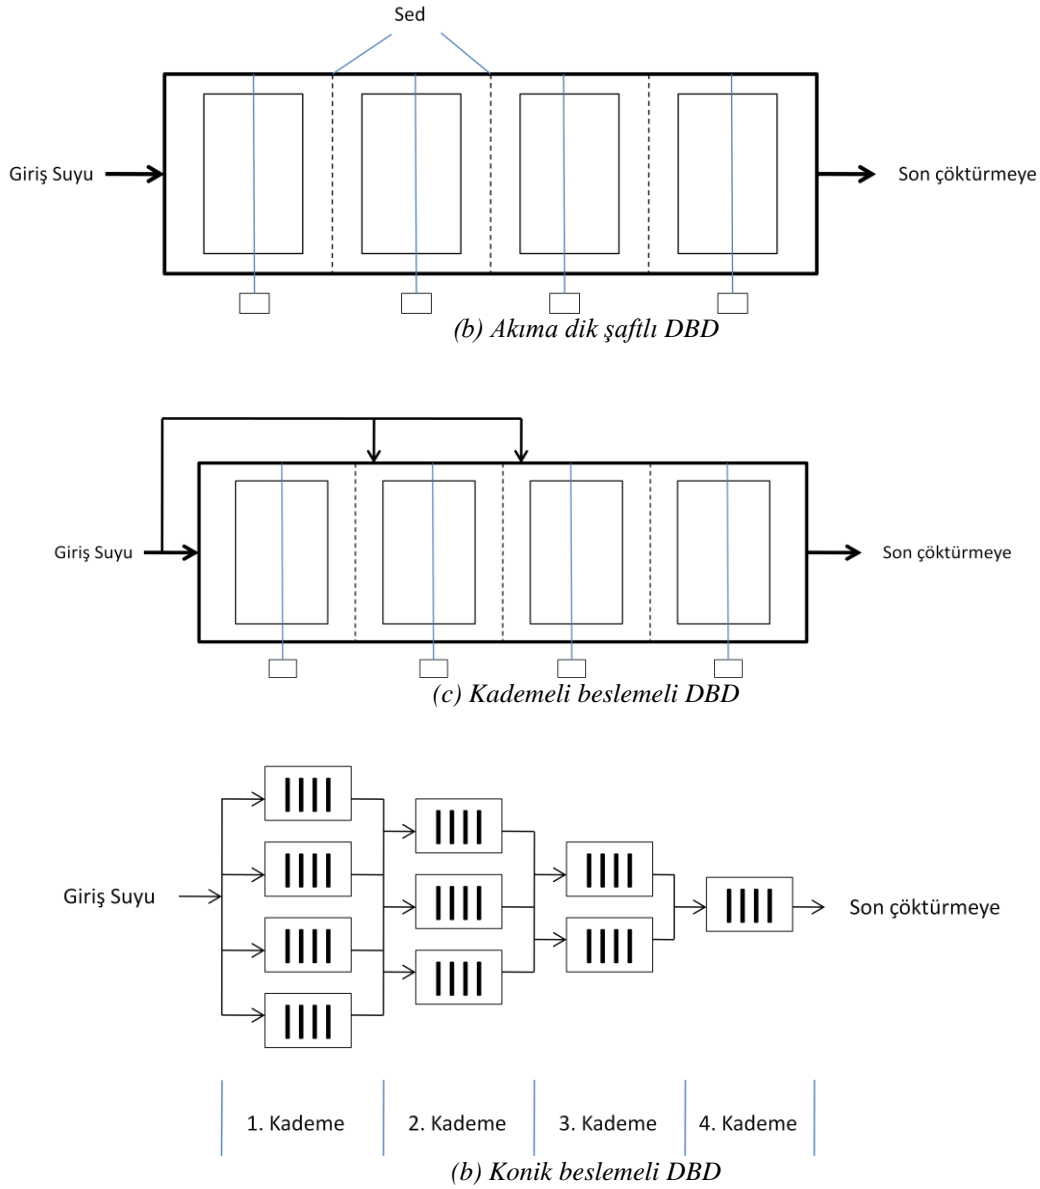 Sed
Giriş Suyu
Son çöktürmeye
(b) Akıma dik şaftlı DBD
Giriş Suyu
Son çöktürmeye
(c) Kademeli beslemeli DBD
Giriş Suyu
Son çöktürmeye
1. Kademe
2. Kademe
3. Kademe
4. Kademe
(b) Konik beslemeli DBD